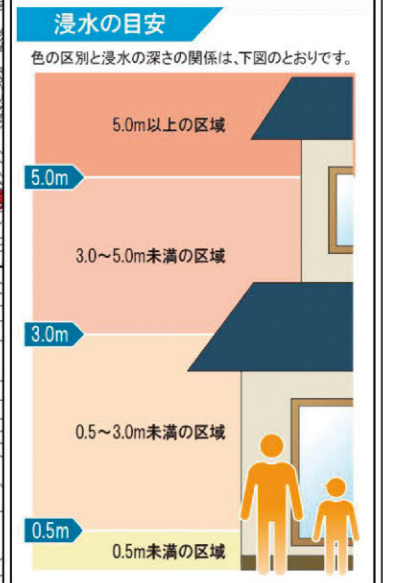 浸水の目安
色の区別と浸水の深さの関係は、下図のとおりです。
5.0m以上の区域
5.0m
3.0～5.0m未満の区域
3.0m
0.5～3.0m未満の区域
0.5m
0.5m未満の区域